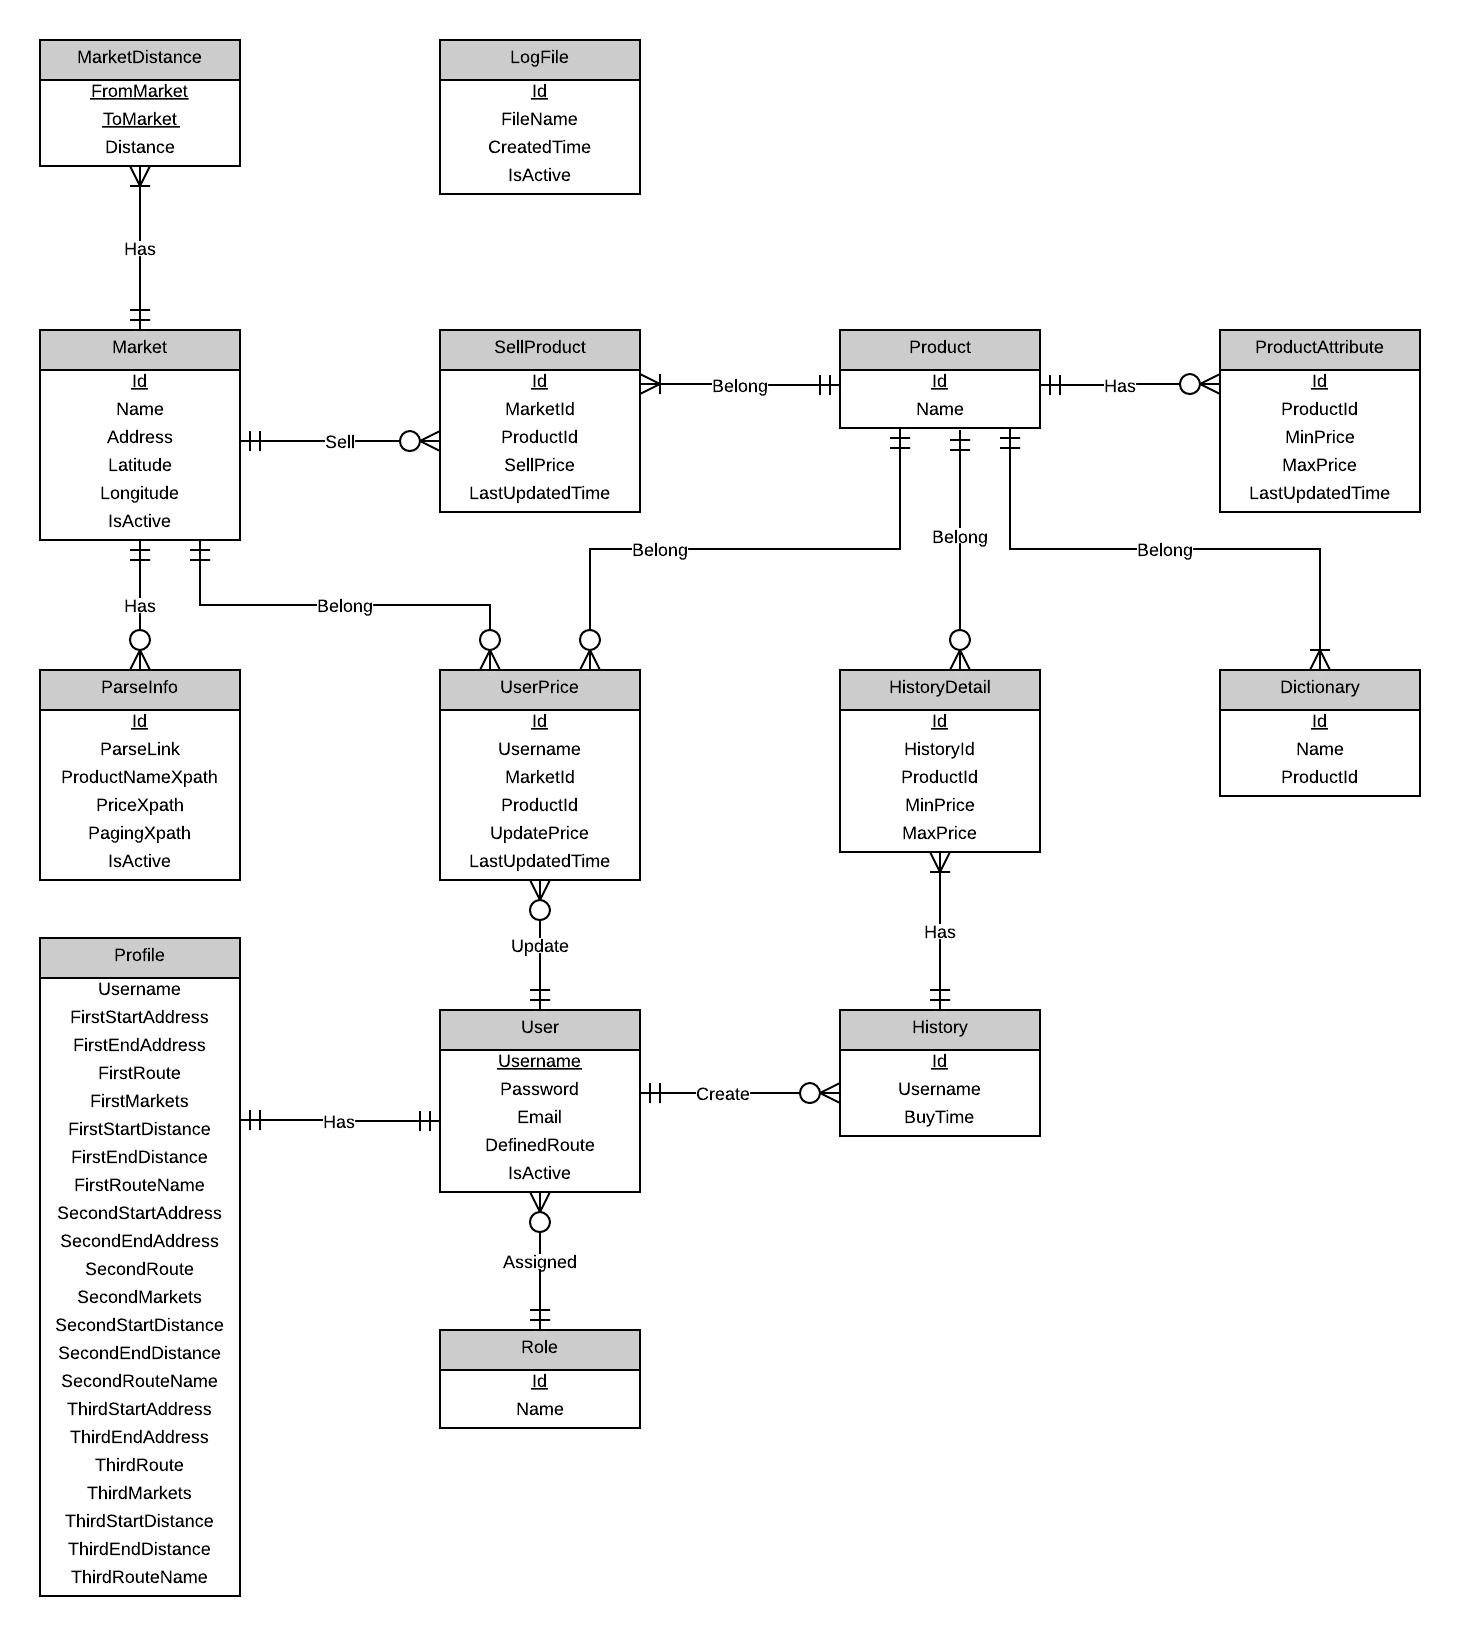 MarketDistance
FromMarket
ToMarket
Distance
LogFile
Id
FileName
CreatedTime
IsActive
Has
Market
Id
Name
Address
Latitude
Longitude
IsActive
Sell
SellProduct
Id
MarketId
ProductId
SellPrice
LastUpdatedTime
Belong
Product
Id
Name
Has
ProductAttribute
Id
ProductId
MinPrice
MaxPrice
LastUpdatedTime
Has
Belong
Belong
Belong
Belong
ParseInfo
Id
ParseLink
ProductNameXpath
PriceXpath
PagingXpath
IsActive
UserPrice
Id
Username
MarketId
ProductId
UpdatePrice
LastUpdatedTime
HistoryDetail
Id
HistoryId
ProductId
MinPrice
MaxPrice
Dictionary
Id
Name
ProductId
Update
Has
Profile
Username
FirstStartAddress
FirstEndAddress
FirstRoute
FirstMarkets
FirstStartDistance
FirstEndDistance
FirstRouteName
SecondStartAddress
SecondEndAddress
SecondRoute
SecondMarkets
SecondStartDistance
SecondEndDistance
SecondRouteName
ThirdStartAddress
ThirdEndAddress
ThirdRoute
ThirdMarkets
ThirdStartDistance
ThirdEndDistance
ThirdRouteName
Has
User
Username
Password
Email
DefinedRoute
IsActive
Create
History
Id
Username
BuyTime
Assigned
Role
Id
Name